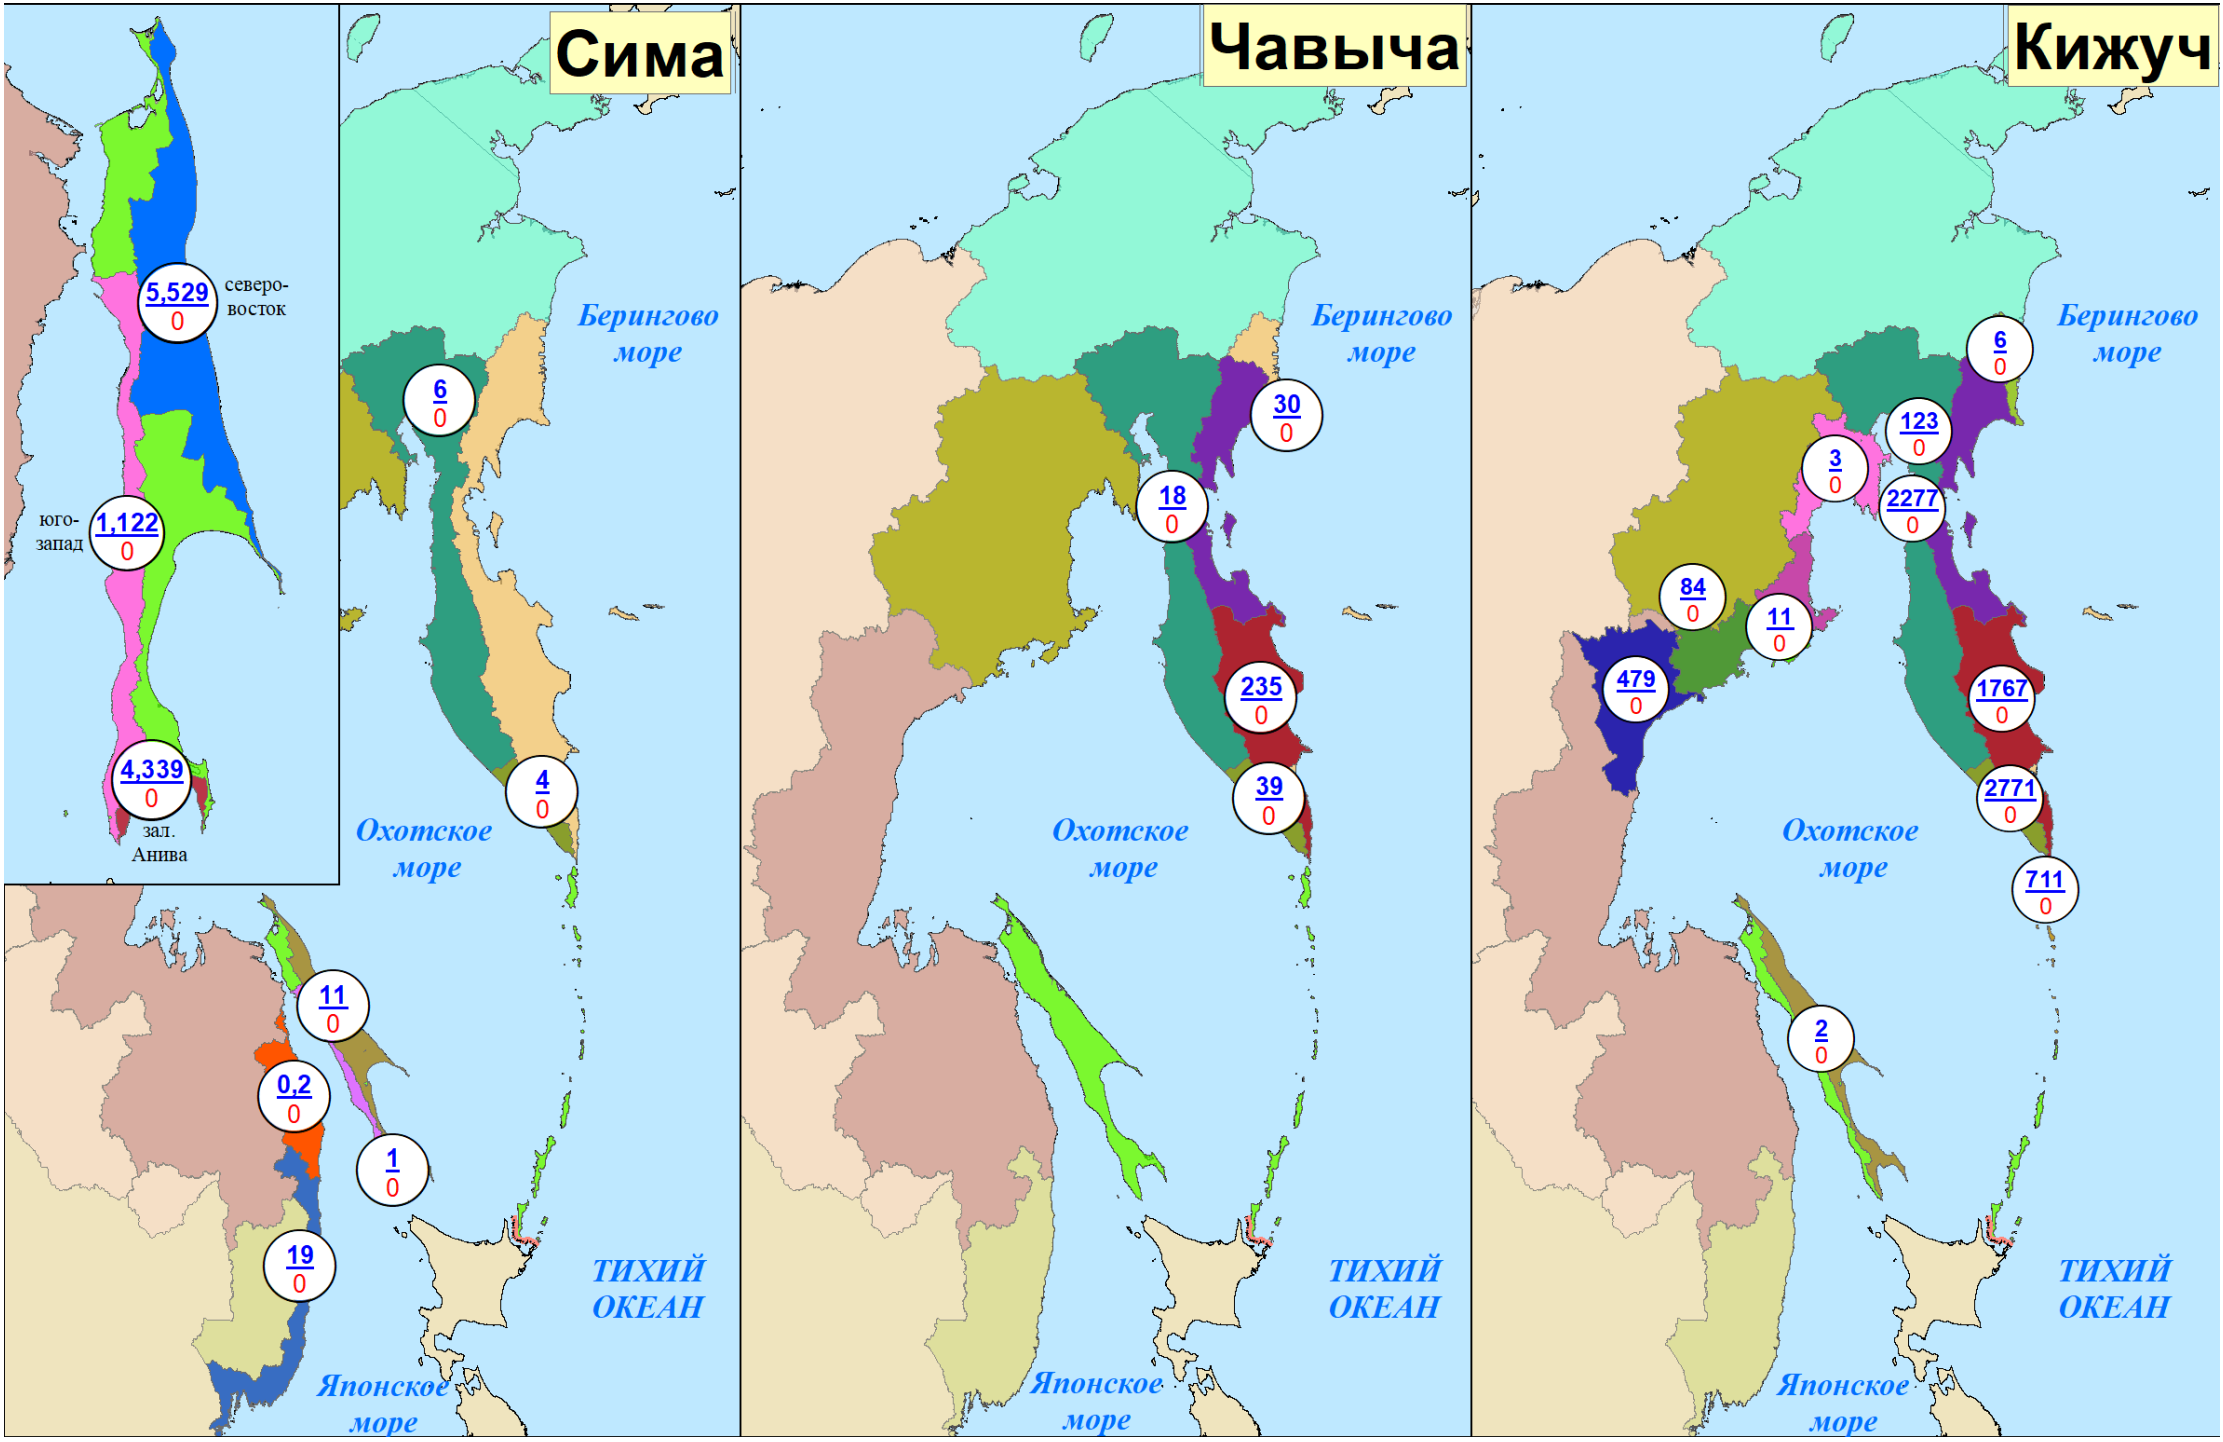 Сима
5,529
0
северо-
восток
юго-
запад
1,122
0
4,339
0
зал.
Анива
Берингово
море
6
0
4
0
Охотское
море
11
0
0,2
0
1
0
19
0
ТИХИЙ
ОКЕАН
Японское
море
Чавыча
Берингово
море
30
0
18
0
235
0
39
0
Охотское
море
ТИХИЙ
ОКЕАН
Японское
море
Кижуч
Берингово
море
6
0
123
0
3
0
2277
0
84
0
11
0
479
0
1767
0
2771
0
Охотское
море
711
0
2
0
ТИХИЙ
ОКЕАН
Японское
море